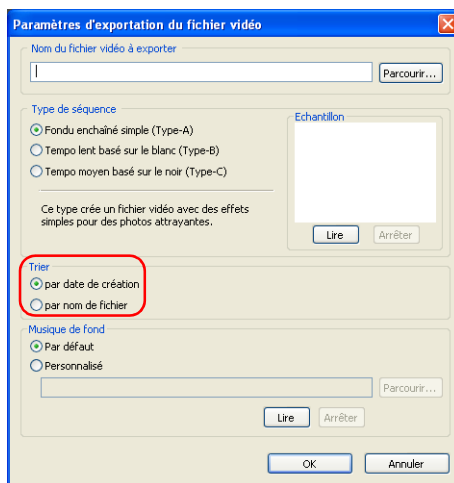 Paramètres d'exportation du fichier vidéo
Nom du fichier vidéo à exporter
Parcourir...
Type de séquence
Fondu enchaîné simple (Type-A)
Tempo lent basé sur le blanc (Type-B)
Tempo moyen basé sur le noir (Type-C)
Ce type crée un fichier vidéo avec des effets
simples pour des photos attrayantes.
Echantillon
Lire
Arrêter
Trier
par date de création
par nom de fichier
Musique de fond
Par défaut
Personnalisé
Parcourir...
Lire
Arrêter
OK
Annuler